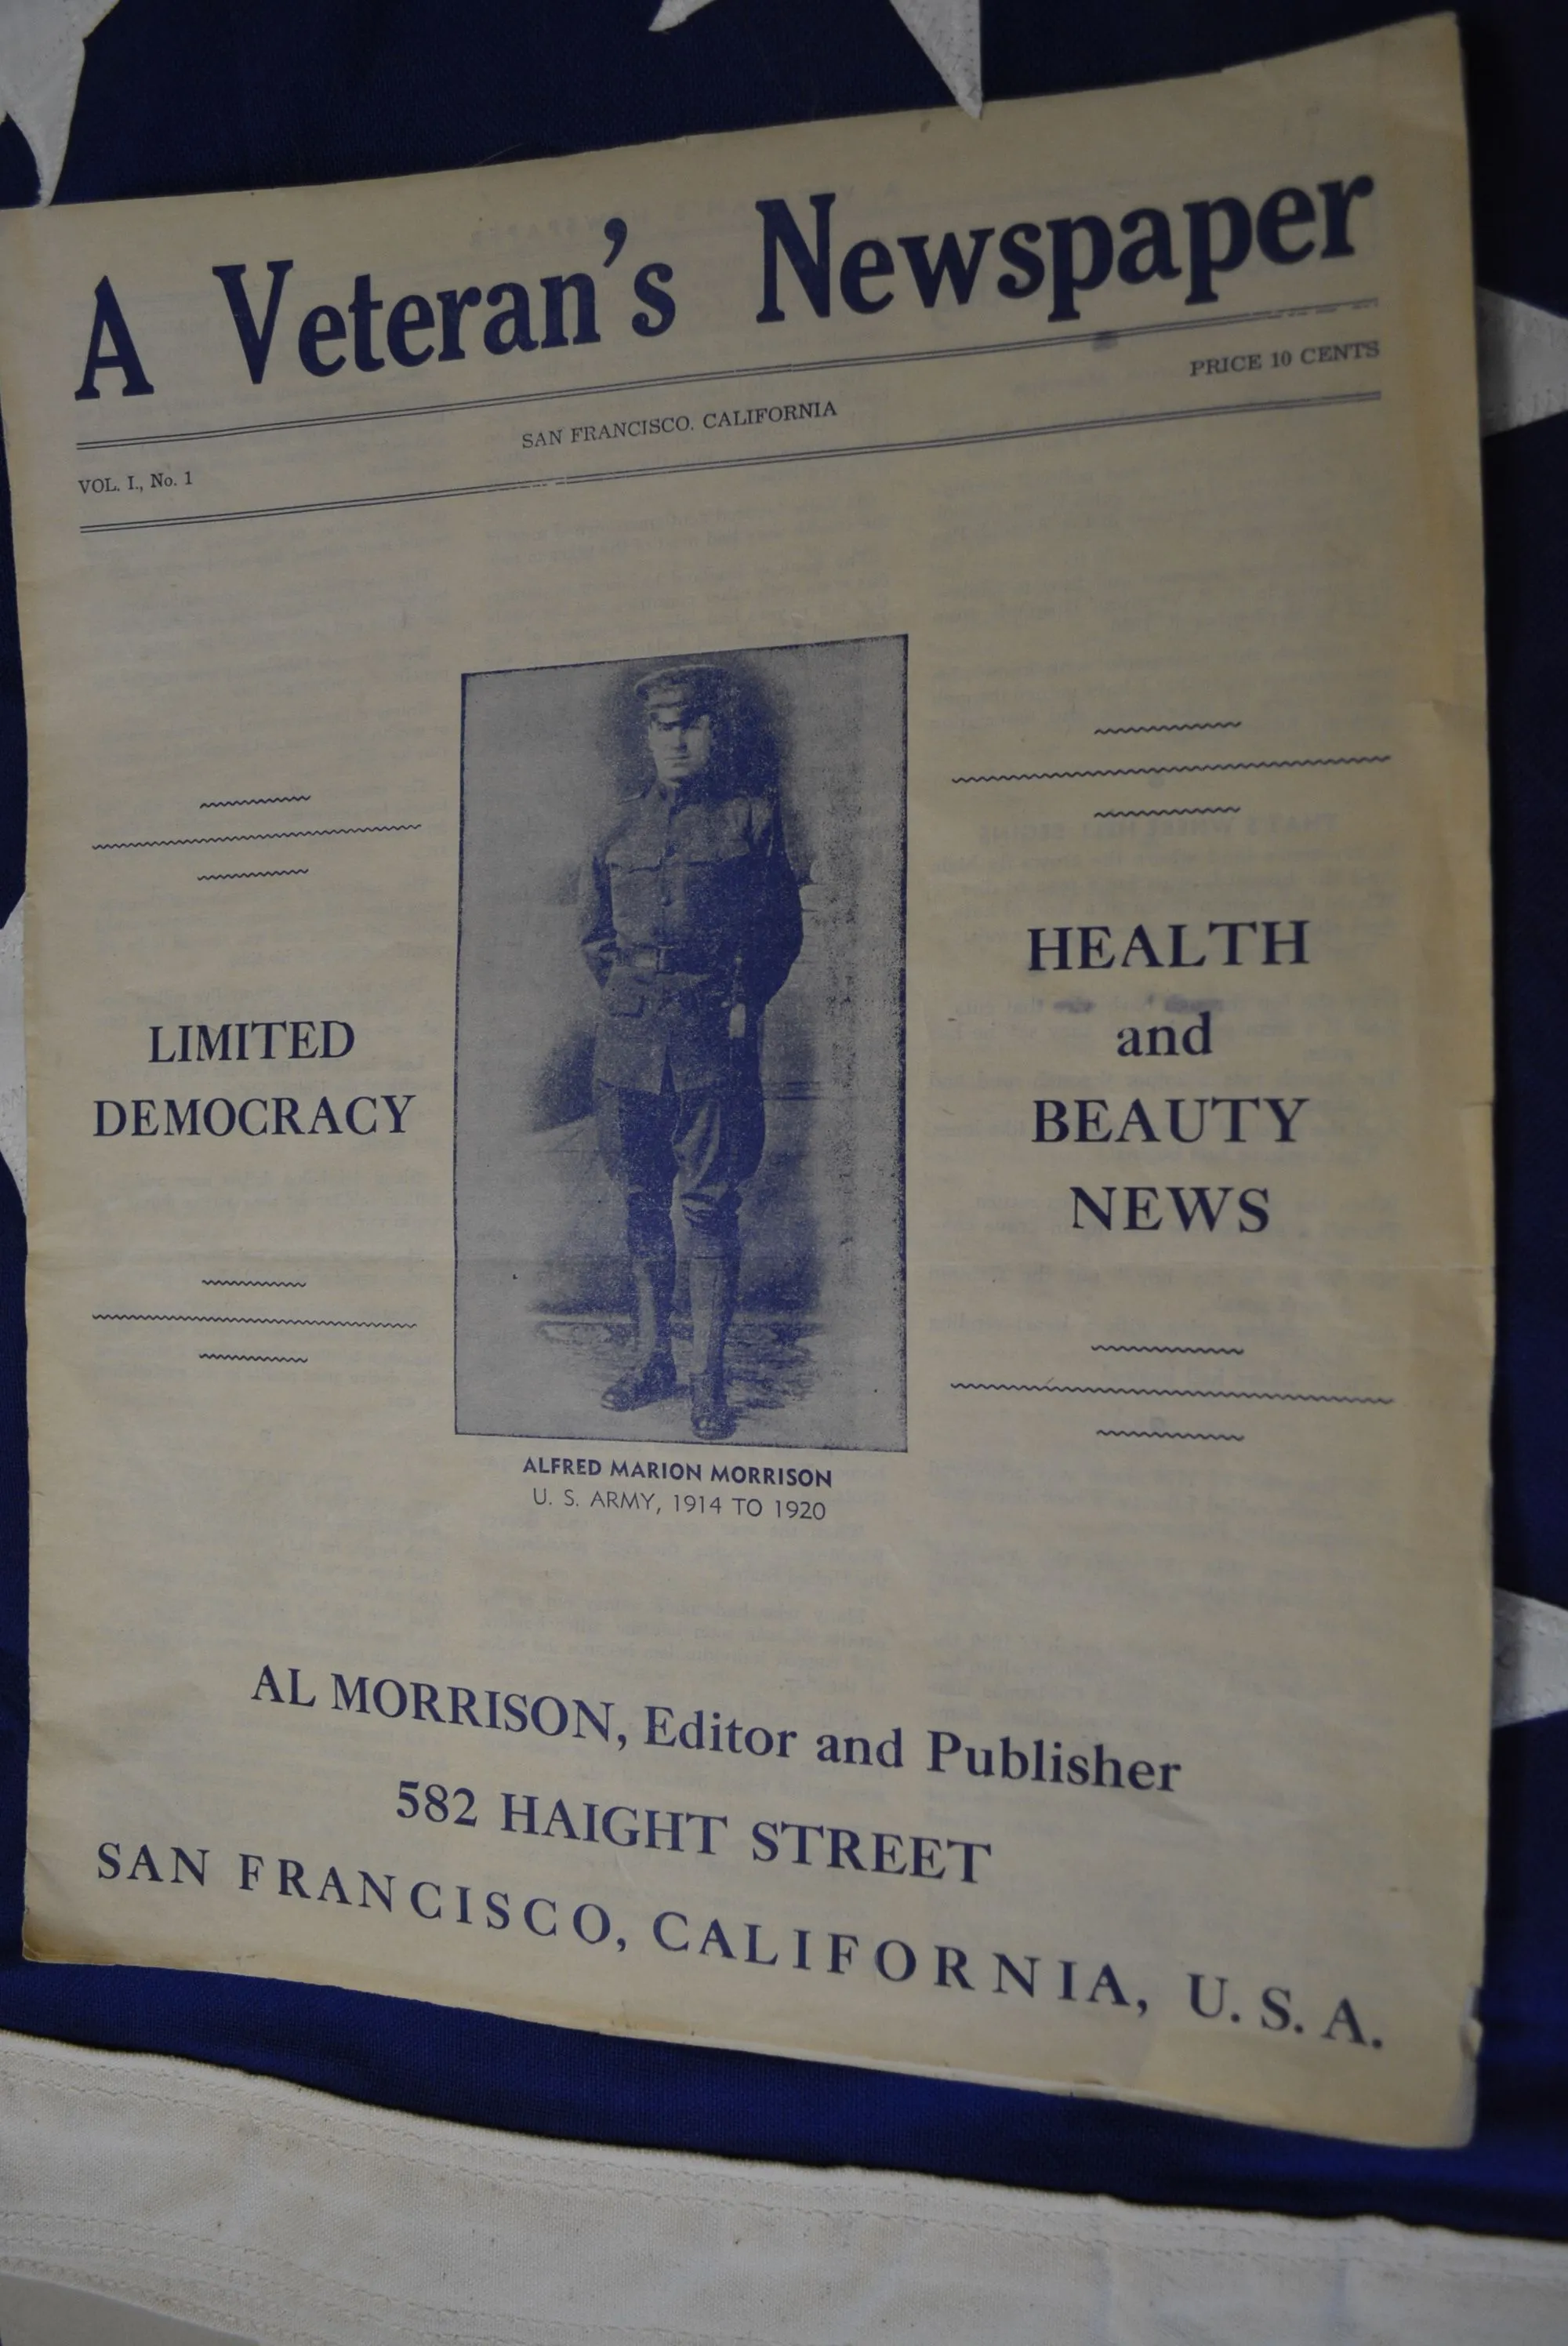 A Veteran's Newspaper
VOL. I., No. 1
SAN FRANCISCO. CALIFORNIA
PRICE 10 CENTS
LIMITED
DEMOCRACY
HEALTH
and
BEAUTY
NEWS
ALFRED MARION MORRISON
U. S. ARMY, 1914 TO 1920
AL MORRISON, Editor and Publisher
582 HAIGHT STREET
SAN FRANCISCO, CALIFORNIA, U. S. A.